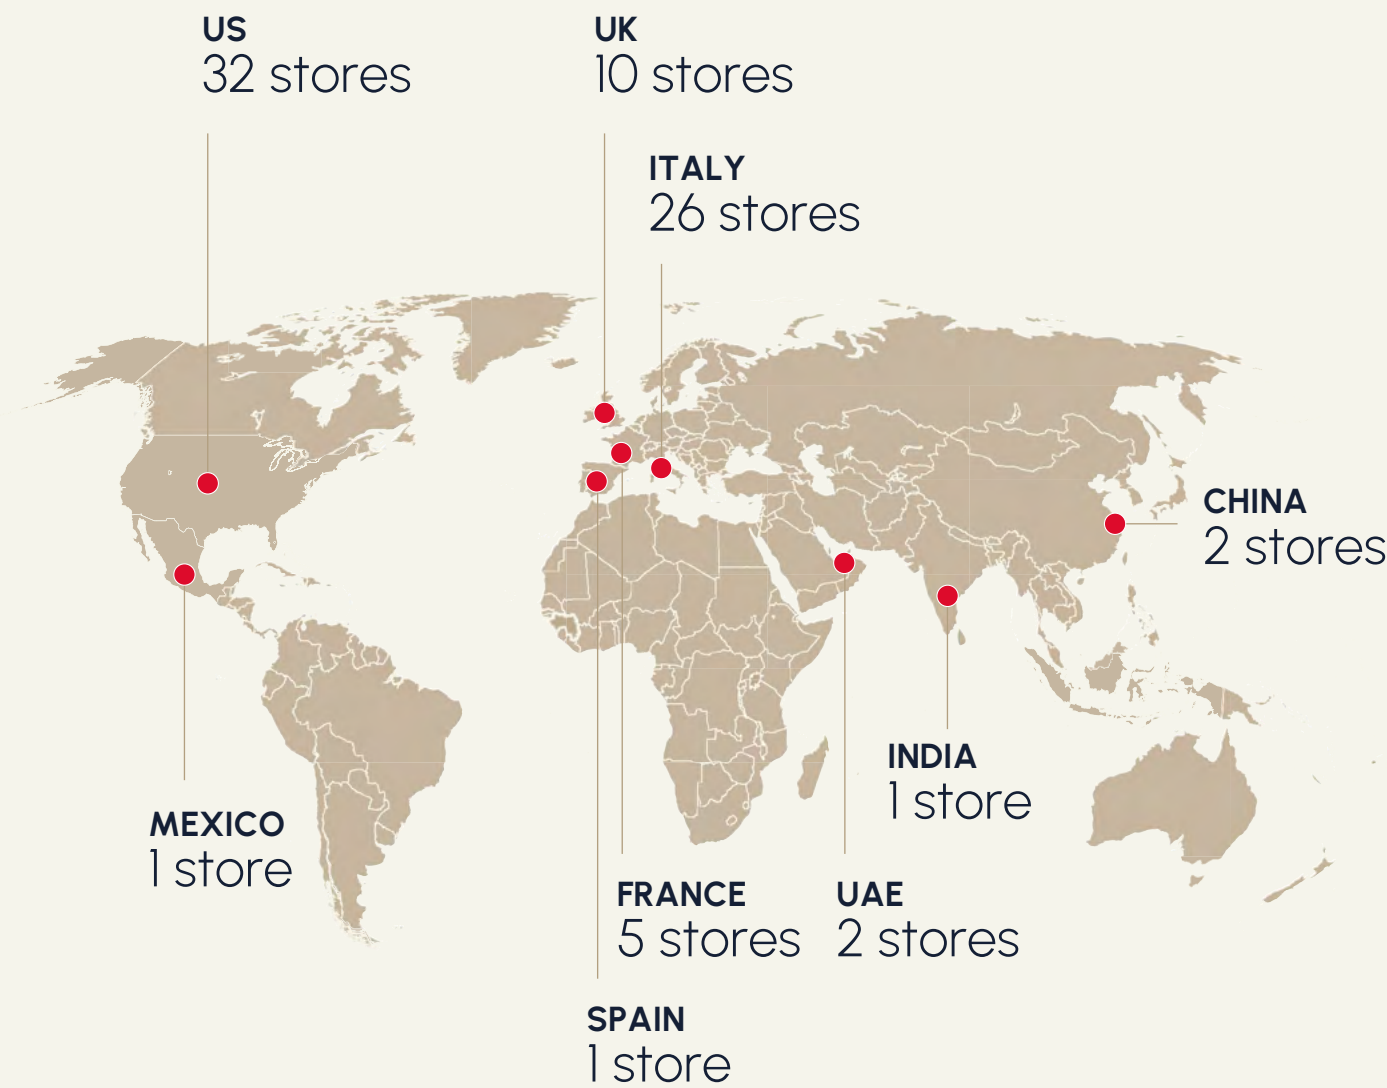 US
32 stores
UK
10 stores
ITALY
26 stores
CHINA
2 stores
INDIA
1 store
MEXICO
1 store
FRANCE
5 stores
UAE
2 stores
SPAIN
1 store